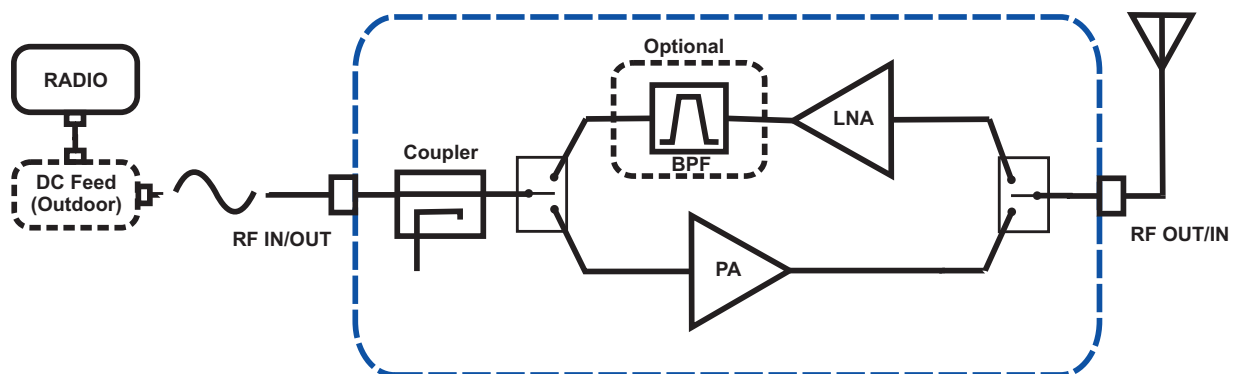 RADIO
DC Feed
(Outdoor)
RF IN/OUT
Coupler
Optional
BPF
LNA
PA
RF OUT/IN